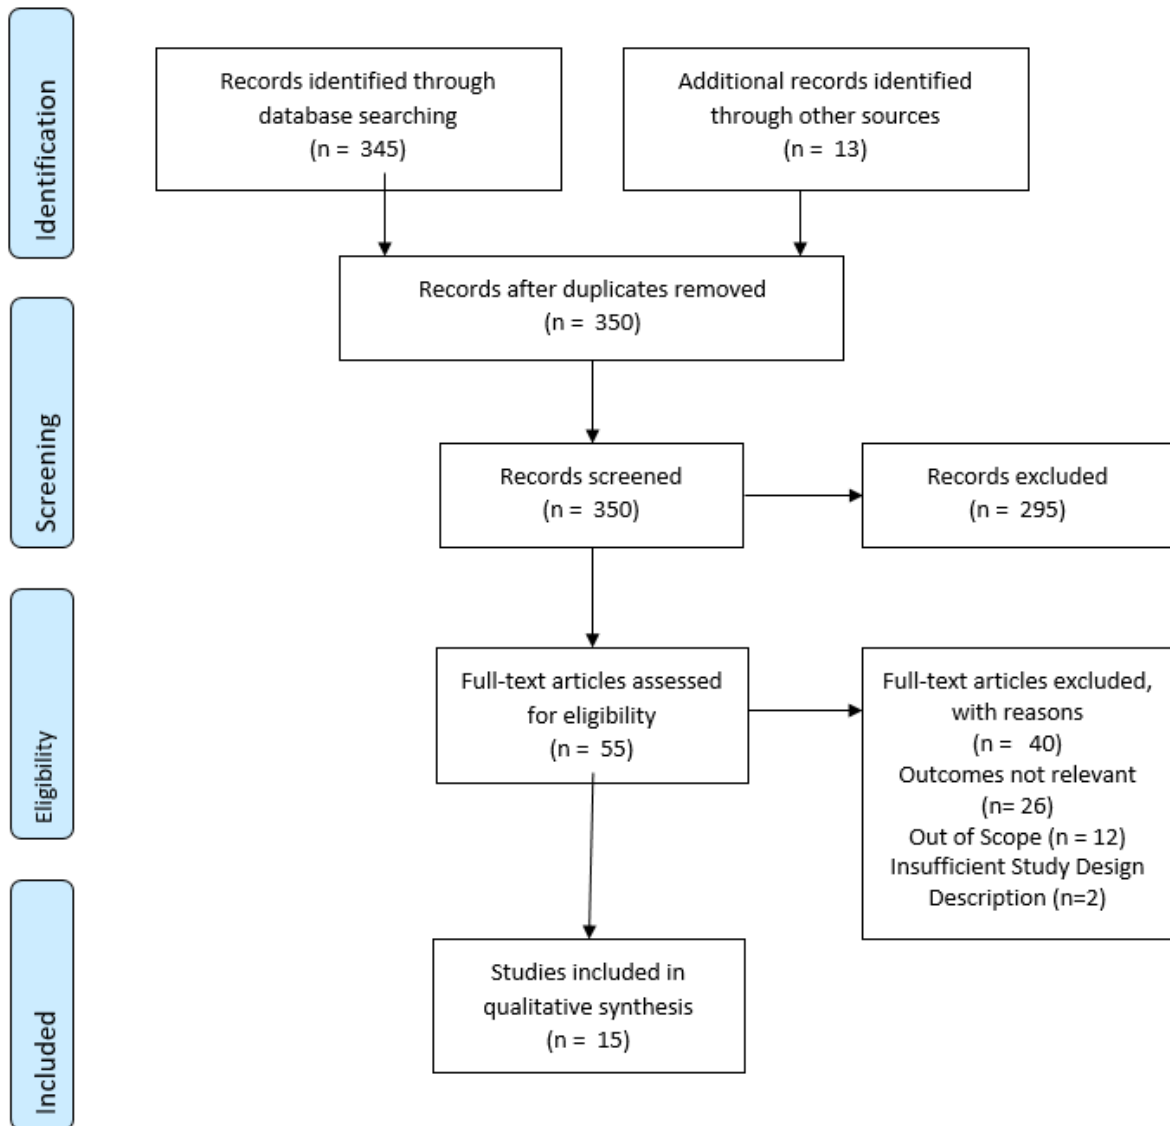 Identification
Records identified through
database searching
(n = 345)
Additional records identified
through other sources
(n = 13)
Records after duplicates removed
(n = 350)
Screening
Records screened
(n = 350)
Records excluded
(n = 295)
Eligibility
Full-text articles assessed
for eligibility
(n = 55)
Full-text articles excluded,
with reasons
(n = 40)
Outcomes not relevant
(n= 26)
Out of Scope (n = 12)
Insufficient Study Design
Description (n=2)
Included
Studies included in
qualitative synthesis
(n = 15)